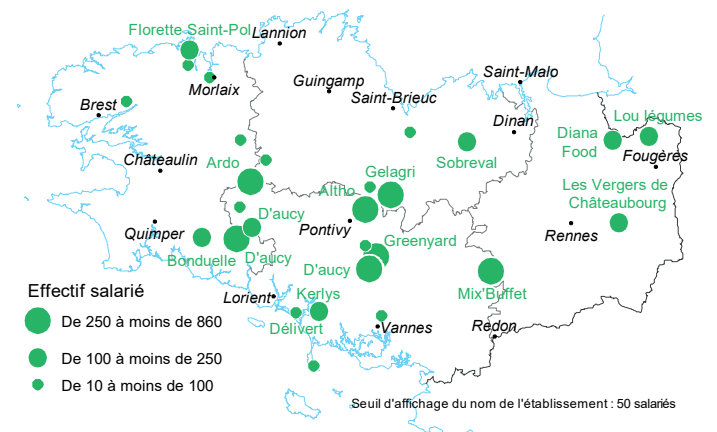 Florette Saint-Pol
Lannion
Morlaix
Guingamp
Saint-Brieuc
Saint-Malo
Brest
Dinan
Diana
Food
Lou légumes
Fougères
Châteaulin
Ardo
Sobreval
Gelagri
Altho
Les Vergers de
Châteaubourg
D'aucy
Quimper
Pontivy
Rennes
Greenyard
Bonduelle
D'aucy
D'aucy
Mix'Buffet
Lorient
Kerlys
Délivert
Vannes
Redon
Effectif salarié
De 250 à moins de 860
De 100 à moins de 250
De 10 à moins de 100
Seuil d'affichage du nom de l'établissement : 50 salariés